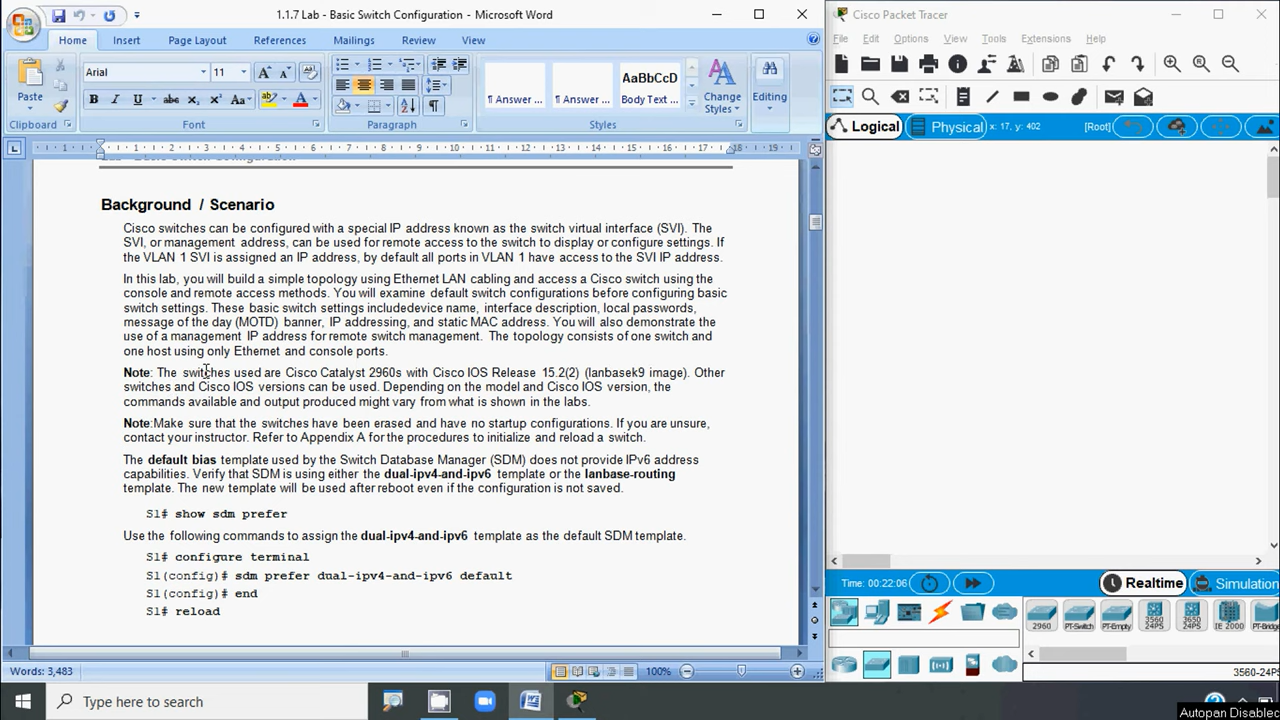 1.1.7 Lab - Basic Switch Configuration - Microsoft Word
Home Insert Page Layout References Mailings Review View
Paste
Clipboard
Arial 11
Font
Paragraph
¶ Answer ... ¶ Answer ... AaBbCcD Body Text ...
Change Styles
Styles
Editing
Background / Scenario
Cisco switches can be configured with a special IP address known as the switch virtual interface (SVI). The
SVI, or management address, can be used for remote access to the switch to display or configure settings. If
the VLAN 1 SVI is assigned an IP address, by default all ports in VLAN 1 have access to the SVI IP address.
In this lab, you will build a simple topology using Ethernet LAN cabling and access a Cisco switch using the
console and remote access methods. You will examine default switch configurations before configuring basic
switch settings. These basic switch settings includedevice name, interface description, local passwords,
message of the day (MOTD) banner, IP addressing, and static MAC address. You will also demonstrate the
use of a management IP address for remote switch management. The topology consists of one switch and
one host using only Ethernet and console ports.
Note: The switches used are Cisco Catalyst 2960s with Cisco IOS Release 15.2(2) (lanbasek9 image). Other
switches and Cisco IOS versions can be used. Depending on the model and Cisco IOS version, the
commands available and output produced might vary from what is shown in the labs.
Note:Make sure that the switches have been erased and have no startup configurations. If you are unsure,
contact your instructor. Refer to Appendix A for the procedures to initialize and reload a switch.
The default bias template used by the Switch Database Manager (SDM) does not provide IPv6 address
capabilities. Verify that SDM is using either the dual-ipv4-and-ipv6 template or the lanbase-routing
template. The new template will be used after reboot even if the configuration is not saved.
S1# show sdm prefer
Use the following commands to assign the dual-ipv4-and-ipv6 template as the default SDM template.
S1# configure terminal
S1(config)# sdm prefer dual-ipv4-and-ipv6 default
S1(config)# end
S1# reload
Words: 3,483
100%
Cisco Packet Tracer
File Edit Options View Tools Extensions Help
Logical Physical x: 17, y: 402 [Root]
Time: 00:22:06
Realtime Simulation
2960 PT-Switch PT-Empty 3560 24PS 3650 24PS IE 2000 PT-Bridge
3560-24PS
Type here to search
Autopan Disabled